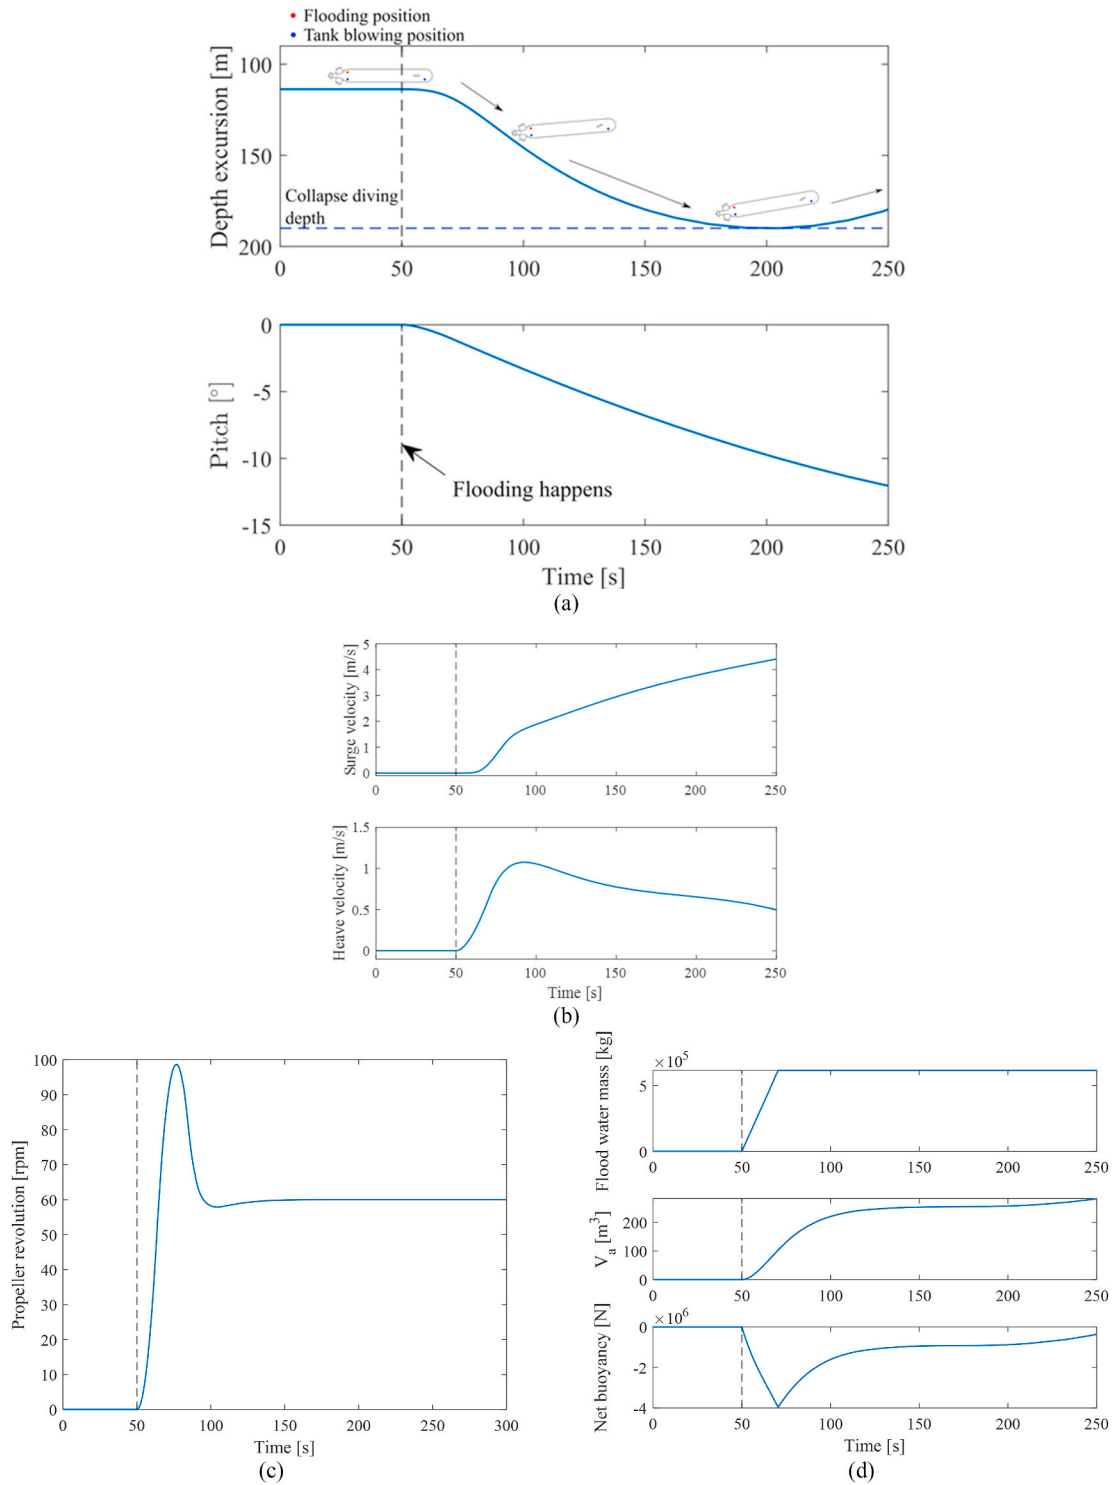 Flooding position
Tank blowing position
Depth excursion [m]
100
150
200
Collapse diving
depth
0 50 100 150 200 250
Pitch [°]
0
-5
-10
-15
Flooding happens
0 50 100 150 200 250
Time [s]
(a)
Surge velocity [m/s]
5
4
3
2
1
0
0 50 100 150 200 250
Heave velocity [m/s]
1.5
1
0.5
0
0 50 100 150 200 250
Time [s]
(b)
Propeller revolution [rpm]
100
90
80
70
60
50
40
30
20
10
0
0 50 100 150 200 250 300
Time [s]
(c)
Flood water mass [kg]
×10⁵
5
0
0 50 100 150 200 250
Vₐ [m³]
200
100
0
0 50 100 150 200 250
Net buoyancy [N]
×10⁶
0
-2
-4
0 50 100 150 200 250
Time [s]
(d)